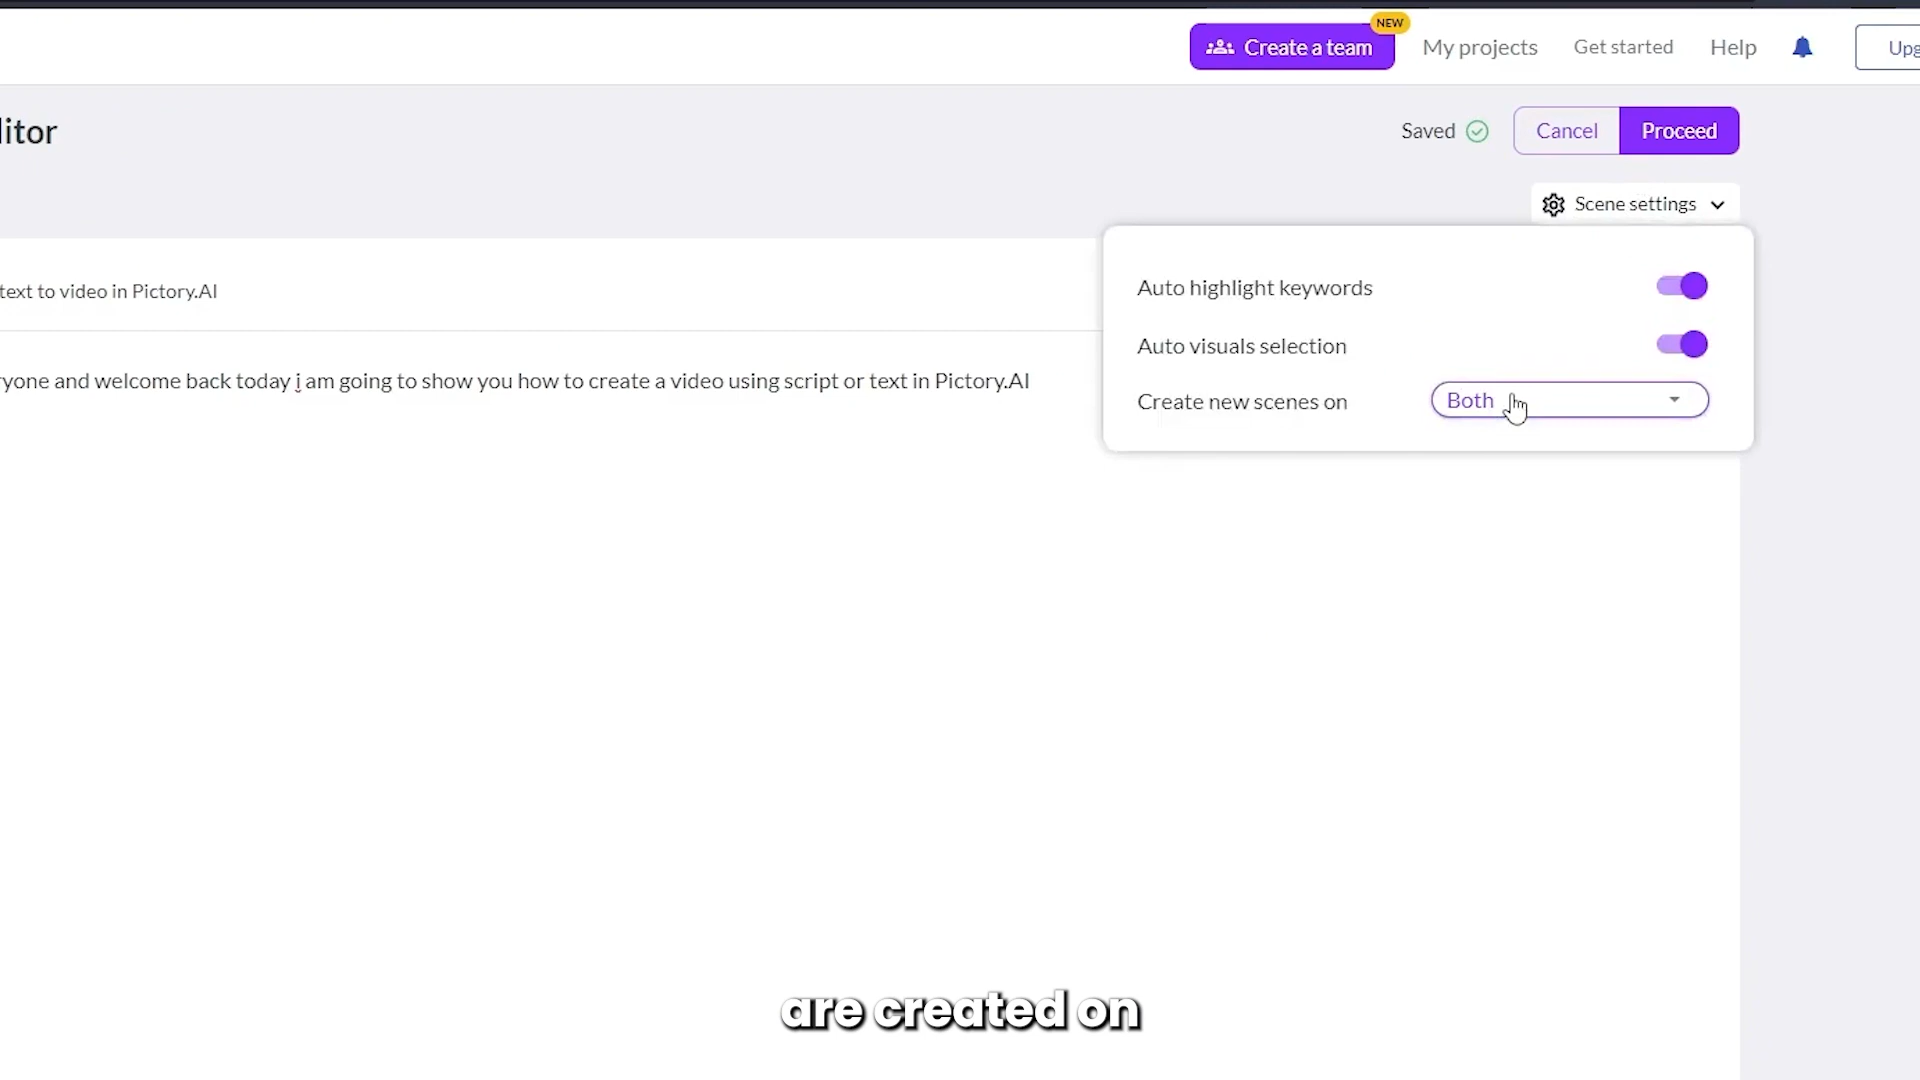 NEW
Create a team
My projects
Get started
Help
Upg
litor
Saved
Cancel
Proceed
Scene settings
text to video in Pictory.AI
Auto highlight keywords
Auto visuals selection
Create new scenes on
Both
ryone and welcome back today i am going to show you how to create a video using script or text in Pictory.AI
are created on